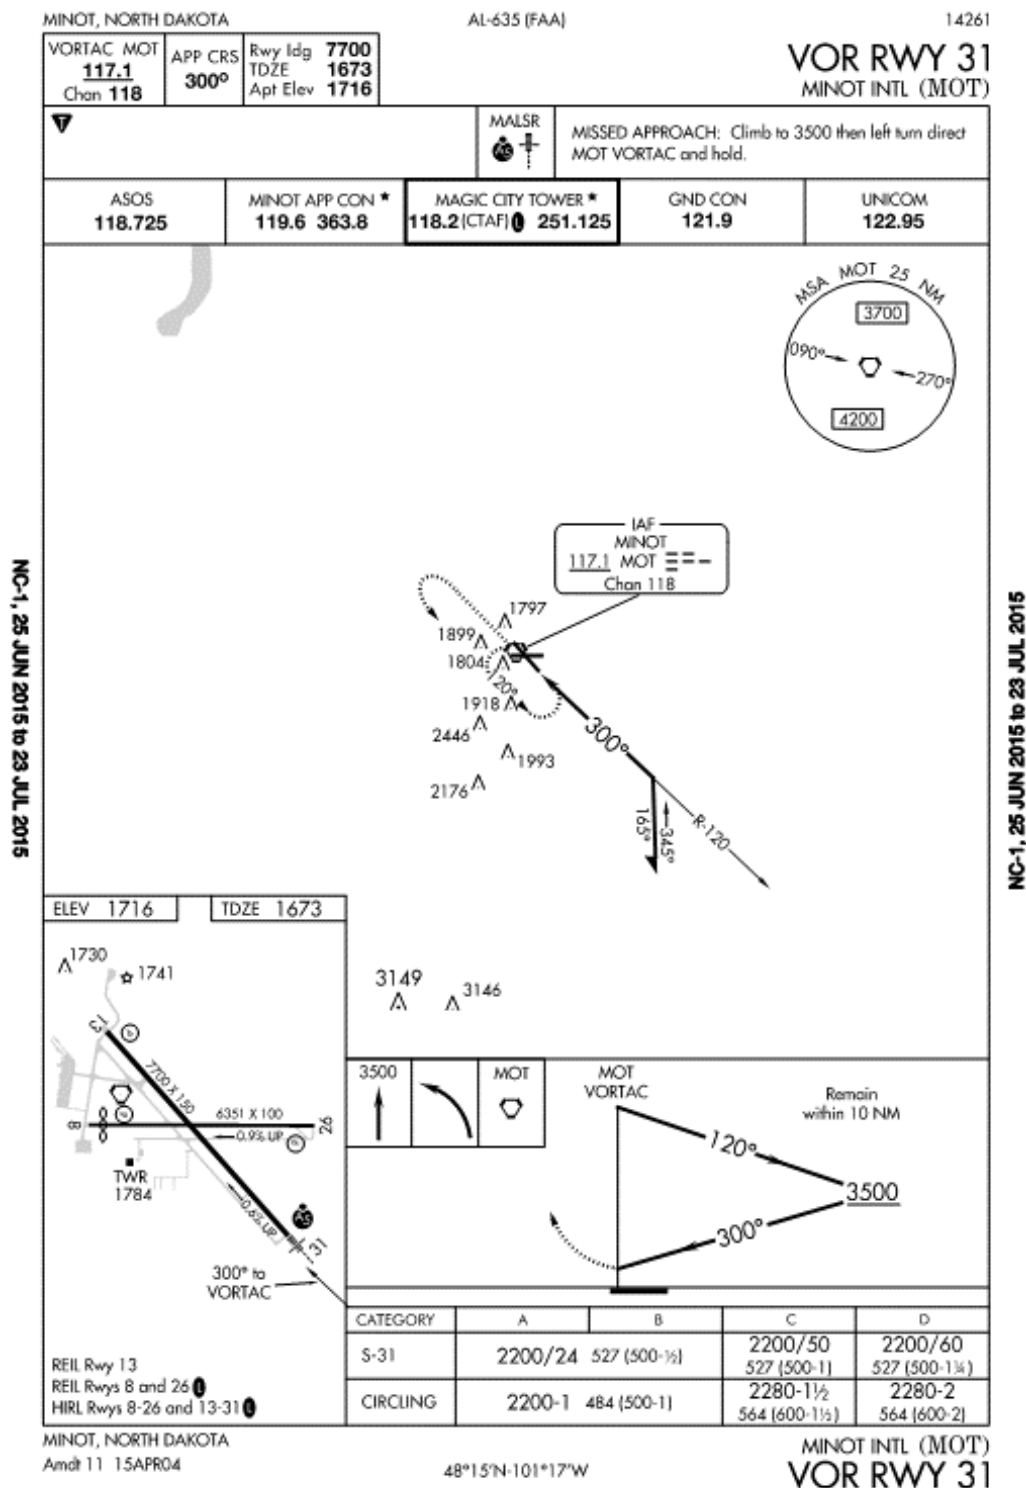 MINOT, NORTH DAKOTA
AL-635 (FAA)
14261
VORTAC MOT
117.1
Chan 118
APP CRS
300°
Rwy ldg 7700
TDZE 1673
Apt Elev 1716
VOR RWY 31
MINOT INTL (MOT)
T
MALSR
A5
MISSED APPROACH: Climb to 3500 then left turn direct
MOT VORTAC and hold.
ASOS
118.725
MINOT APP CON ★
119.6 363.8
MAGIC CITY TOWER ★
118.2 (CTAF) L 251.125
GND CON
121.9
UNICOM
122.95
MSA MOT 25 NM
3700
090°
270°
4200
IAF
MINOT
117.1 MOT
Chan 118
1797
1899
1804
120°
1918
2446
1993
2176
300°
165°
345°
R-120
3149
3146
NC-1, 25 JUN 2015 to 23 JUL 2015
NC-1, 25 JUN 2015 to 23 JUL 2015
ELEV 1716
TDZE 1673
1730
1741
13
7700 X 150
6351 X 100
8
26
0.9% UP
TWR
1784
0.6% UP
A5
31
300° to
VORTAC
REIL Rwy 13
REIL Rwys 8 and 26 L
HIRL Rwys 8-26 and 13-31 L
3500
MOT
MOT
VORTAC
Remain
within 10 NM
120°
3500
300°
CATEGORY A B C D
S-31 2200/24 527 (500-½) 2200/50 527 (500-1) 2200/60 527 (500-1¼)
CIRCLING 2200-1 484 (500-1) 2280-1½ 564 (600-1½) 2280-2 564 (600-2)
MINOT, NORTH DAKOTA
Amdt 11 15APR04
48°15'N-101°17'W
MINOT INTL (MOT)
VOR RWY 31